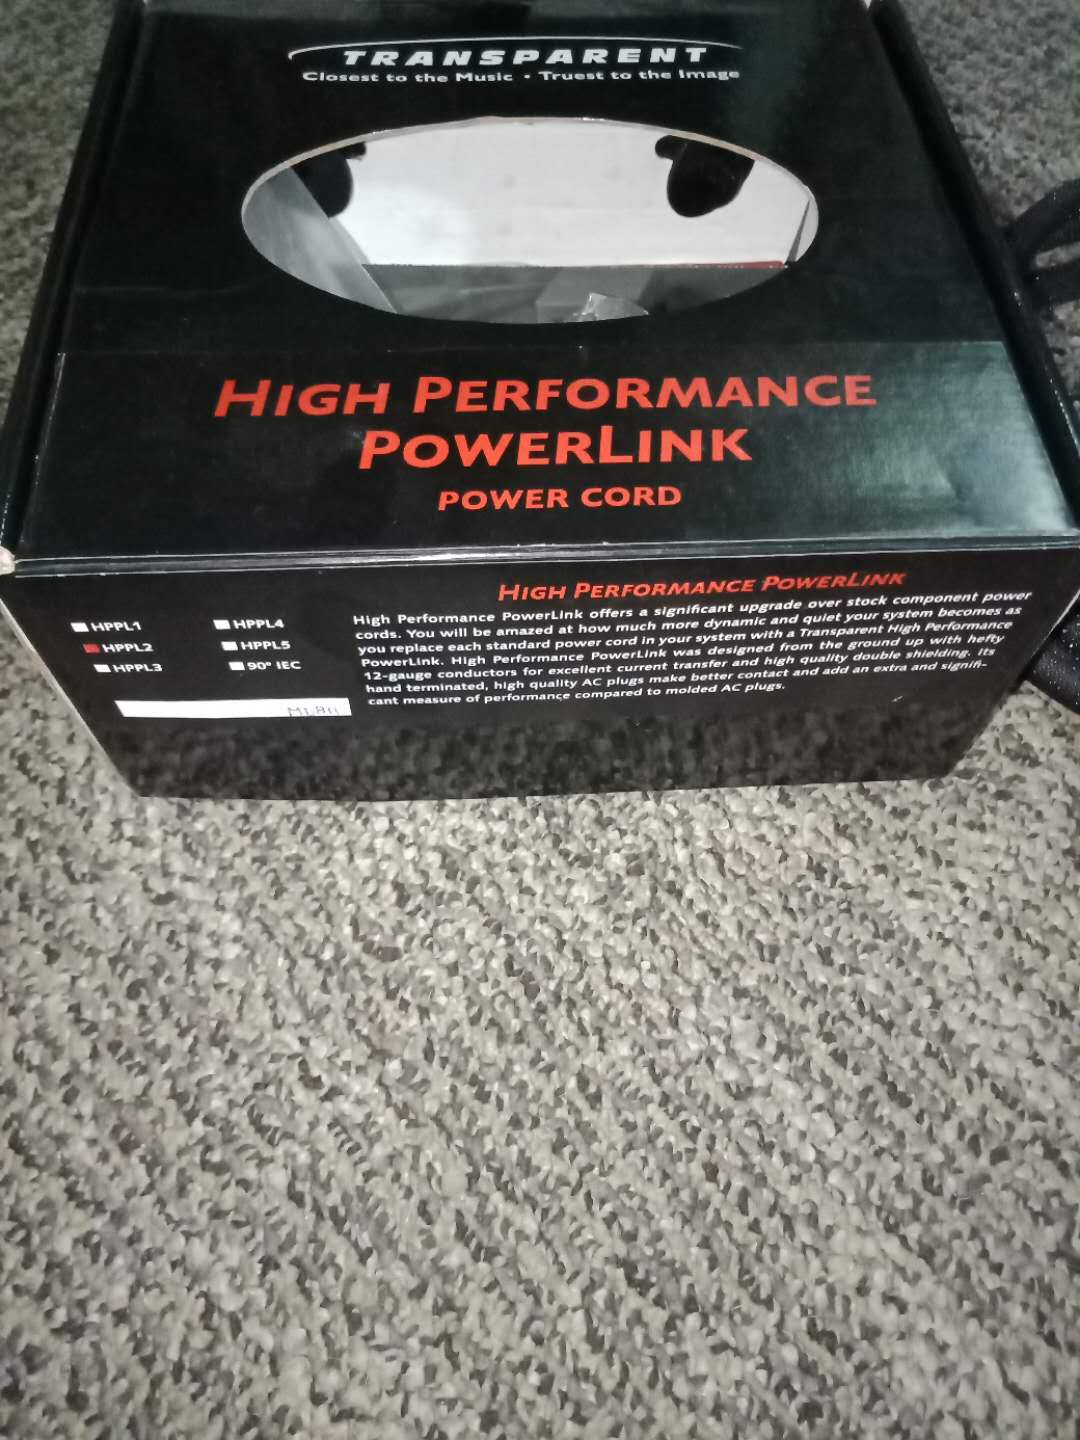 TRANSPARENT
Closest to the Music • Truest to the Image
HIGH PERFORMANCE
POWERLINK
POWER CORD
HIGH PERFORMANCE POWERLINK
High Performance PowerLink offers a significant upgrade over stock component power
cords. You will be amazed at how much more dynamic and quiet your system becomes as
you replace each standard power cord in your system with a Transparent High Performance
PowerLink. High Performance PowerLink was designed from the ground up with hefty
12-gauge conductors for excellent current transfer and high quality double shielding. Its
hand terminated, high quality AC plugs make better contact and add an extra and signifi-
cant measure of performance compared to molded AC plugs.
HPPL1
HPPL2
HPPL3
HPPL4
HPPL5
90° IEC